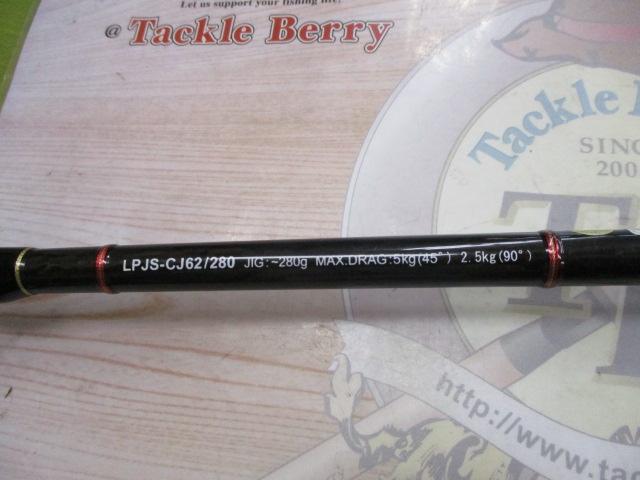 Let us support your fishing life!
@ Tackle Berry
Tackle
SINC
200
T
LPJS-CJ62/280 JIG:~280g MAX.DRAG:5kg(45°) 2.5kg(90°)
http://www.ta